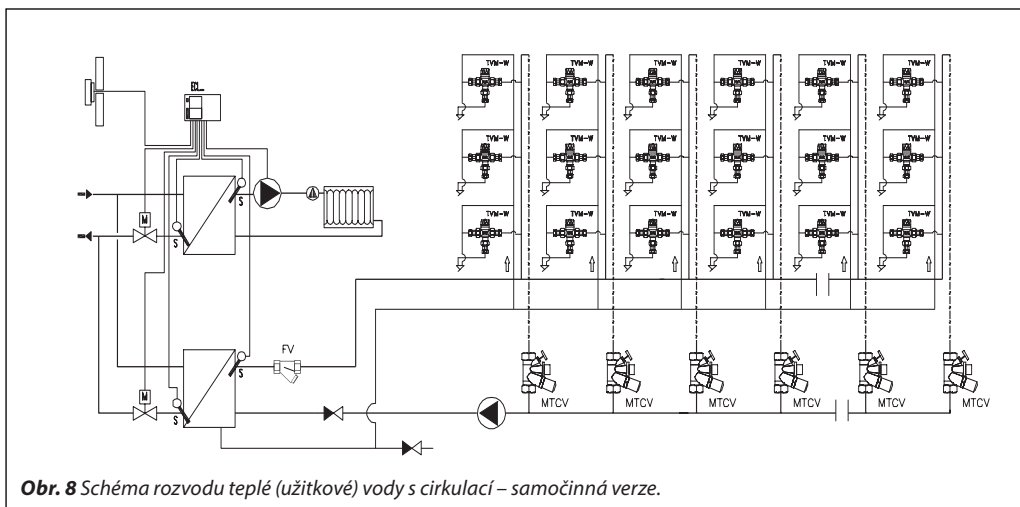 TVM-W TVM-W TVM-W TVM-W TVM-W TVM-W
ECL...
TVM-W TVM-W TVM-W TVM-W TVM-W TVM-W
S
M
S
TVM-W TVM-W TVM-W TVM-W TVM-W TVM-W
FV
S
M
S
MTCV MTCV MTCV MTCV MTCV MTCV
Obr. 8 Schéma rozvodu teplé (užitkové) vody s cirkulací – samočinná verze.